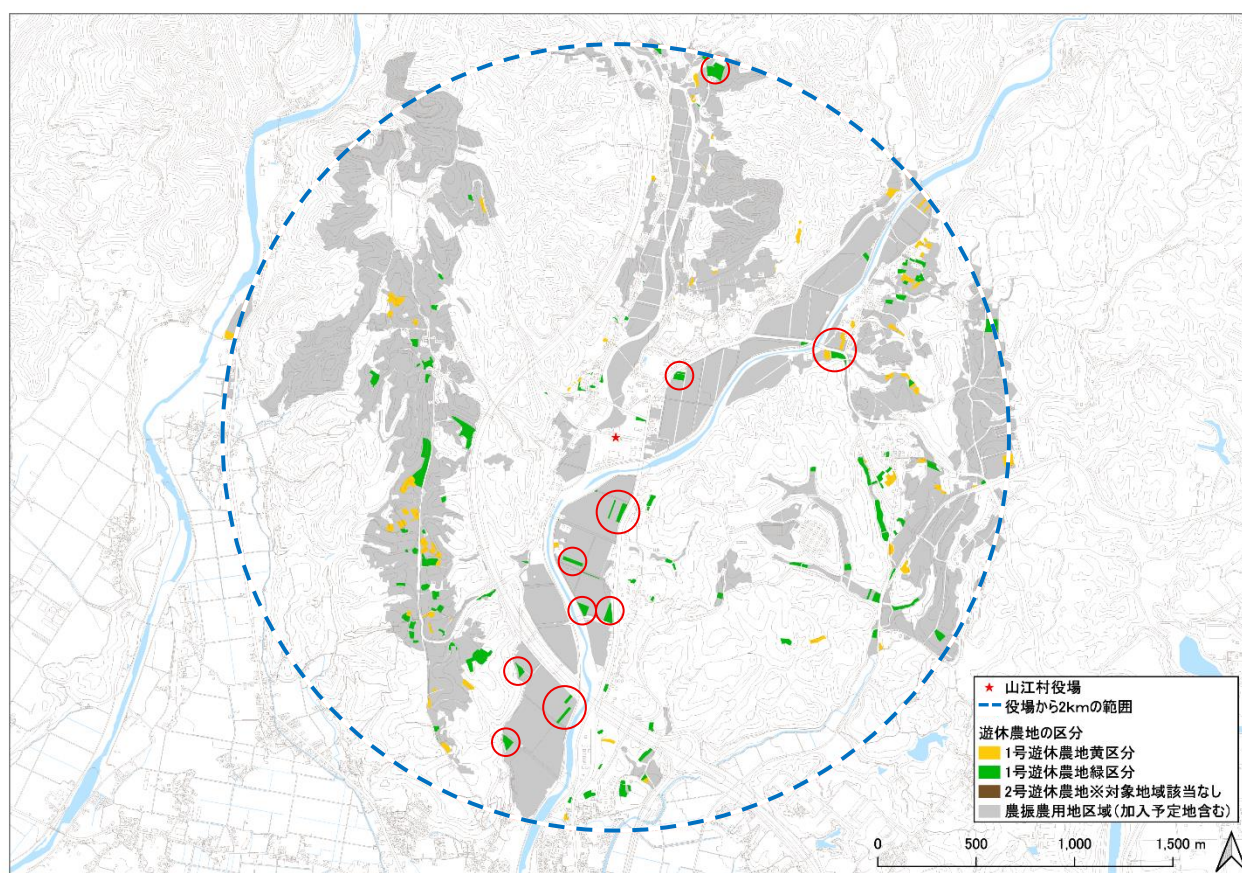 山江村役場
役場から2kmの範囲
遊休農地の区分
1号遊休農地黄区分
1号遊休農地緑区分
2号遊休農地※対象地域該当なし
農振農用地区域(加入予定地含む)
0 500 1,000 1,500 m